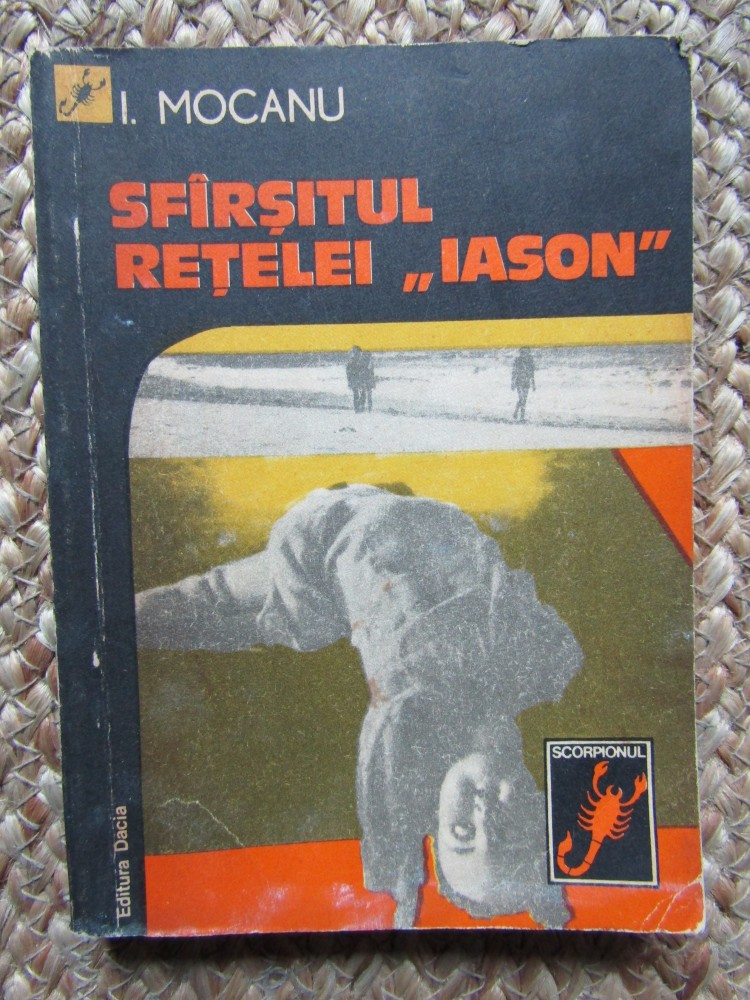 I. MOCANU
SFÎRȘITUL
REȚELEI „IASON”
SCORPIONUL
Editura Dacia